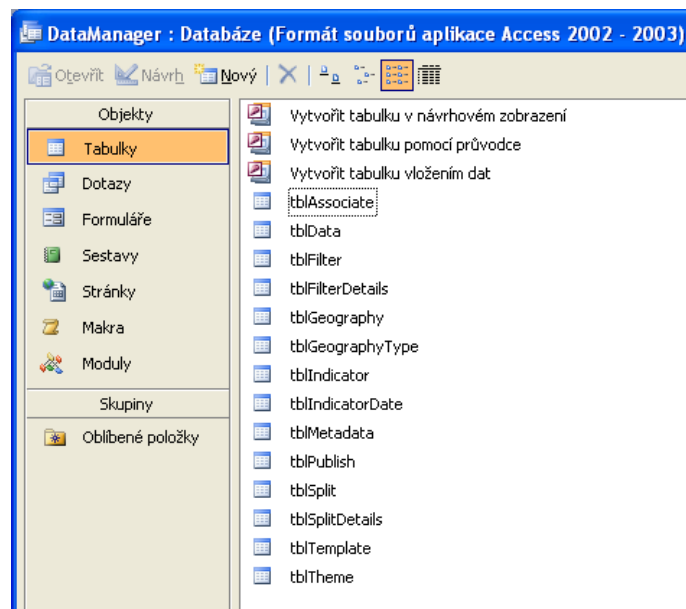 DataManager : Databáze (Formát souborů aplikace Access 2002 - 2003)
Otevřít Návrh Nový
Objekty
Tabulky
Dotazy
Formuláře
Sestavy
Stránky
Makra
Moduly
Skupiny
Oblíbené položky
Vytvořit tabulku v návrhovém zobrazení
Vytvořit tabulku pomocí průvodce
Vytvořit tabulku vložením dat
tblAssociate
tblData
tblFilter
tblFilterDetails
tblGeography
tblGeographyType
tblIndicator
tblIndicatorDate
tblMetadata
tblPublish
tblSplit
tblSplitDetails
tblTemplate
tblTheme